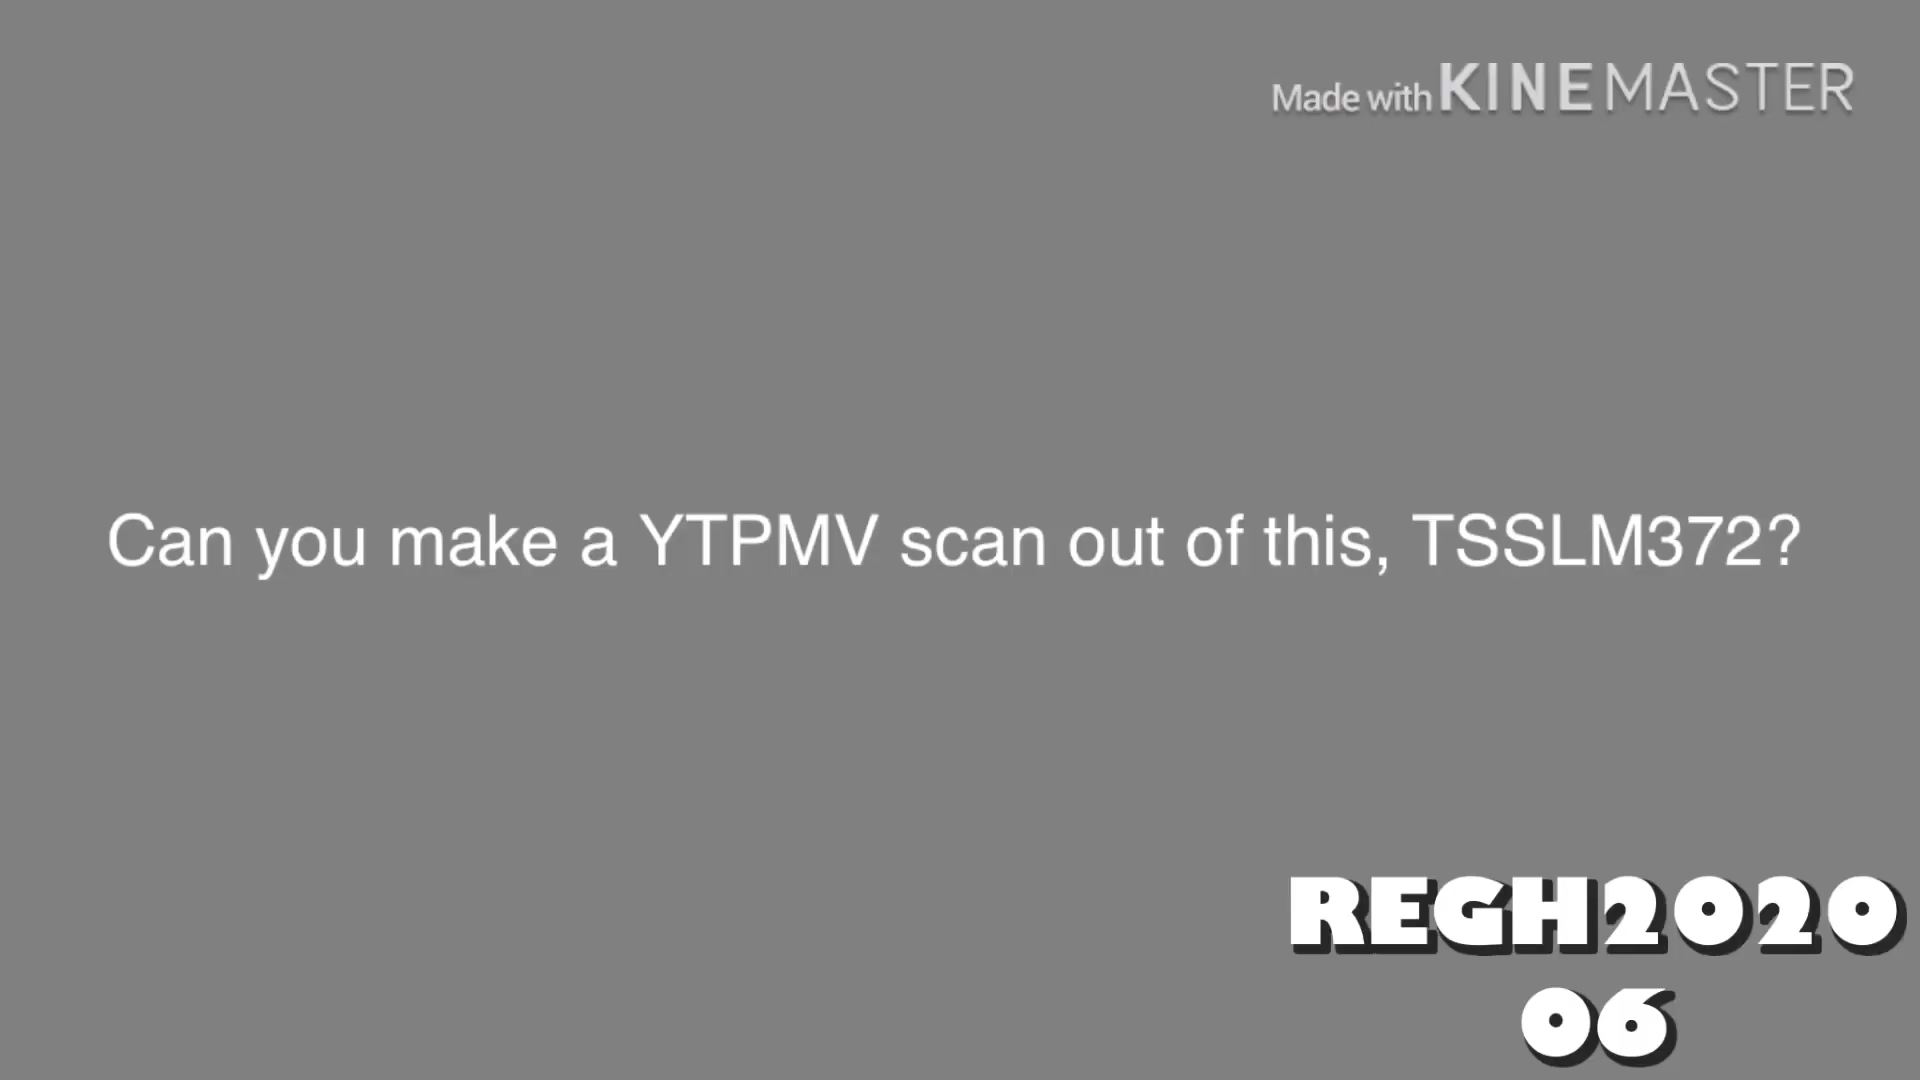 Made with KINEMASTER
Can you make a YTPMV scan out of this, TSSLM372?
REGH2020
06